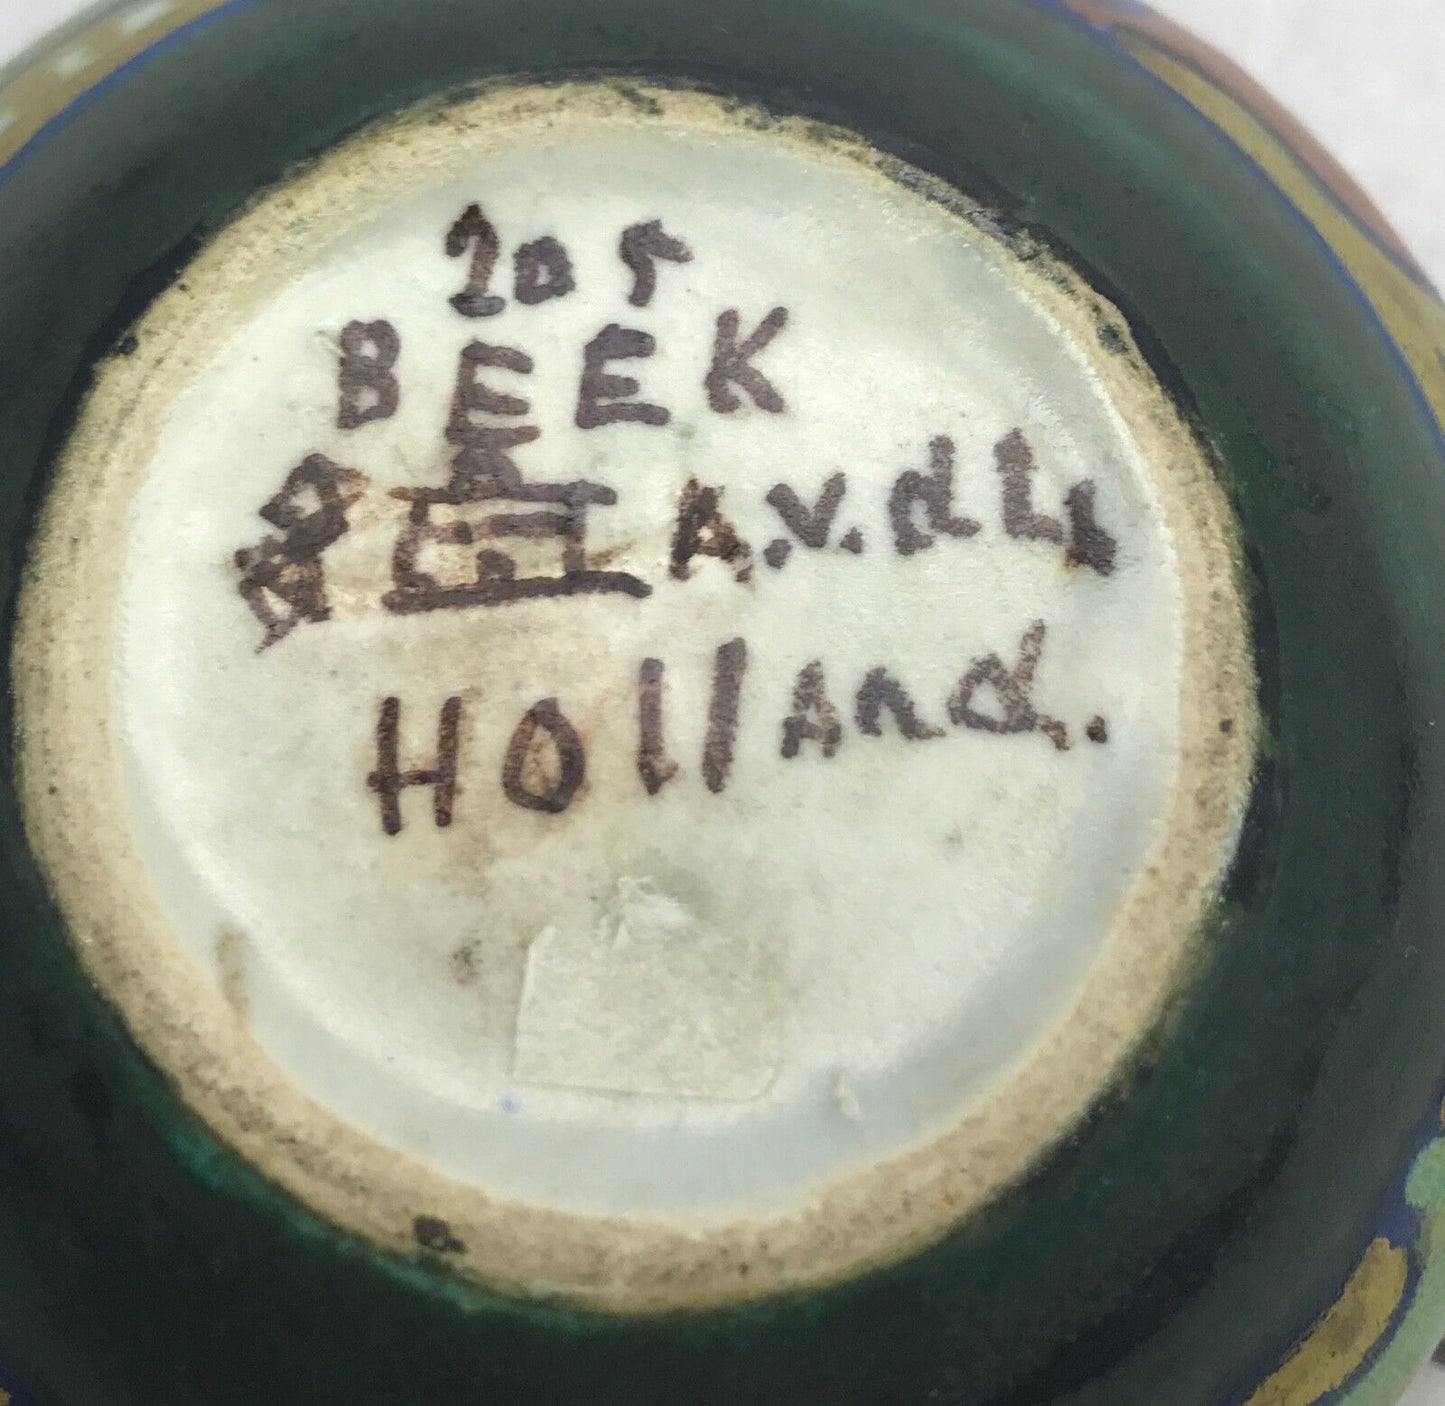 205
BEEK
A.v.d L,
Holland.